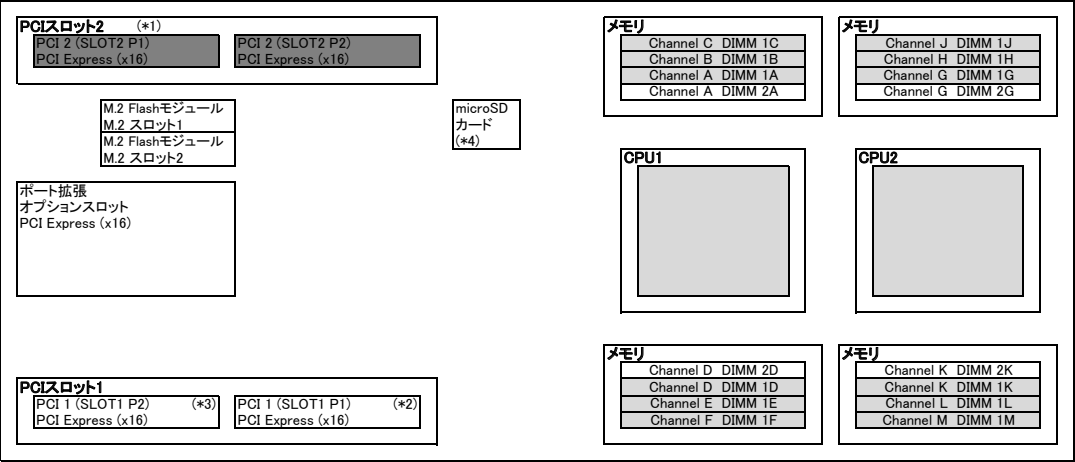 PCIスロット2 (*1)
PCI 2 (SLOT2 P1)
PCI Express (x16)
PCI 2 (SLOT2 P2)
PCI Express (x16)
M.2 Flashモジュール
M.2 スロット1
M.2 Flashモジュール
M.2 スロット2
microSD
カード
(*4)
ポート拡張
オプションスロット
PCI Express (x16)
PCIスロット1
PCI 1 (SLOT1 P2) (*3)
PCI Express (x16)
PCI 1 (SLOT1 P1) (*2)
PCI Express (x16)
メモリ
Channel C DIMM 1C
Channel B DIMM 1B
Channel A DIMM 1A
Channel A DIMM 2A
メモリ
Channel J DIMM 1J
Channel H DIMM 1H
Channel G DIMM 1G
Channel G DIMM 2G
CPU1
CPU2
メモリ
Channel D DIMM 2D
Channel D DIMM 1D
Channel E DIMM 1E
Channel F DIMM 1F
メモリ
Channel K DIMM 2K
Channel K DIMM 1K
Channel L DIMM 1L
Channel M DIMM 1M